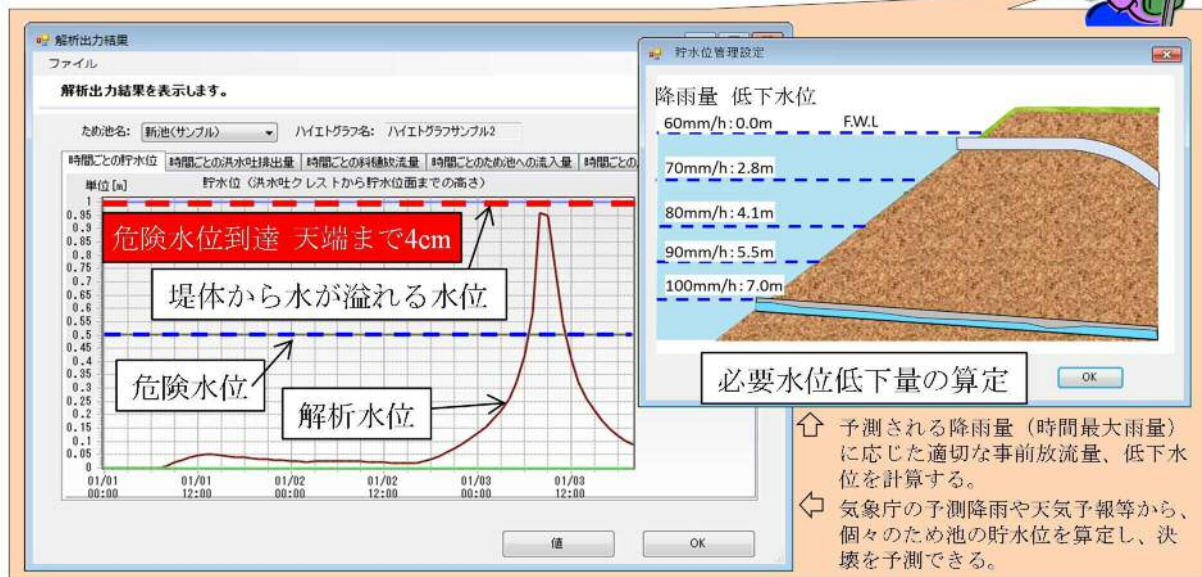 解析出力結果
ファイル
解析出力結果を表示します。
ため池名: 新池(サンプル) ハイエトグラフ名: ハイエトグラフサンプル2
時間ごとの貯水位 時間ごとの洪水吐排出量 時間ごとの斜樋放流量 時間ごとのため池への流入量 時間ごとの
単位[m] 貯水位(洪水吐クレストから貯水位面までの高さ)
1
0.95
0.9
0.85
0.8
0.75
0.7
0.65
0.6
0.55
0.5
0.45
0.4
0.35
0.3
0.25
0.2
0.15
0.1
0.05
0
危険水位到達 天端まで4cm
堤体から水が溢れる水位
危険水位
解析水位
01/01 01/01 01/02 01/02 01/03 01/03
00:00 12:00 00:00 12:00 00:00 12:00
値 OK
貯水位管理設定
降雨量 低下水位
60mm/h:0.0m F.W.L
70mm/h:2.8m
80mm/h:4.1m
90mm/h:5.5m
100mm/h:7.0m
必要水位低下量の算定
OK
予測される降雨量(時間最大雨量)
に応じた適切な事前放流量、低下水
位を計算する。
気象庁の予測降雨や天気予報等から、
個々のため池の貯水位を算定し、決
壊を予測できる。